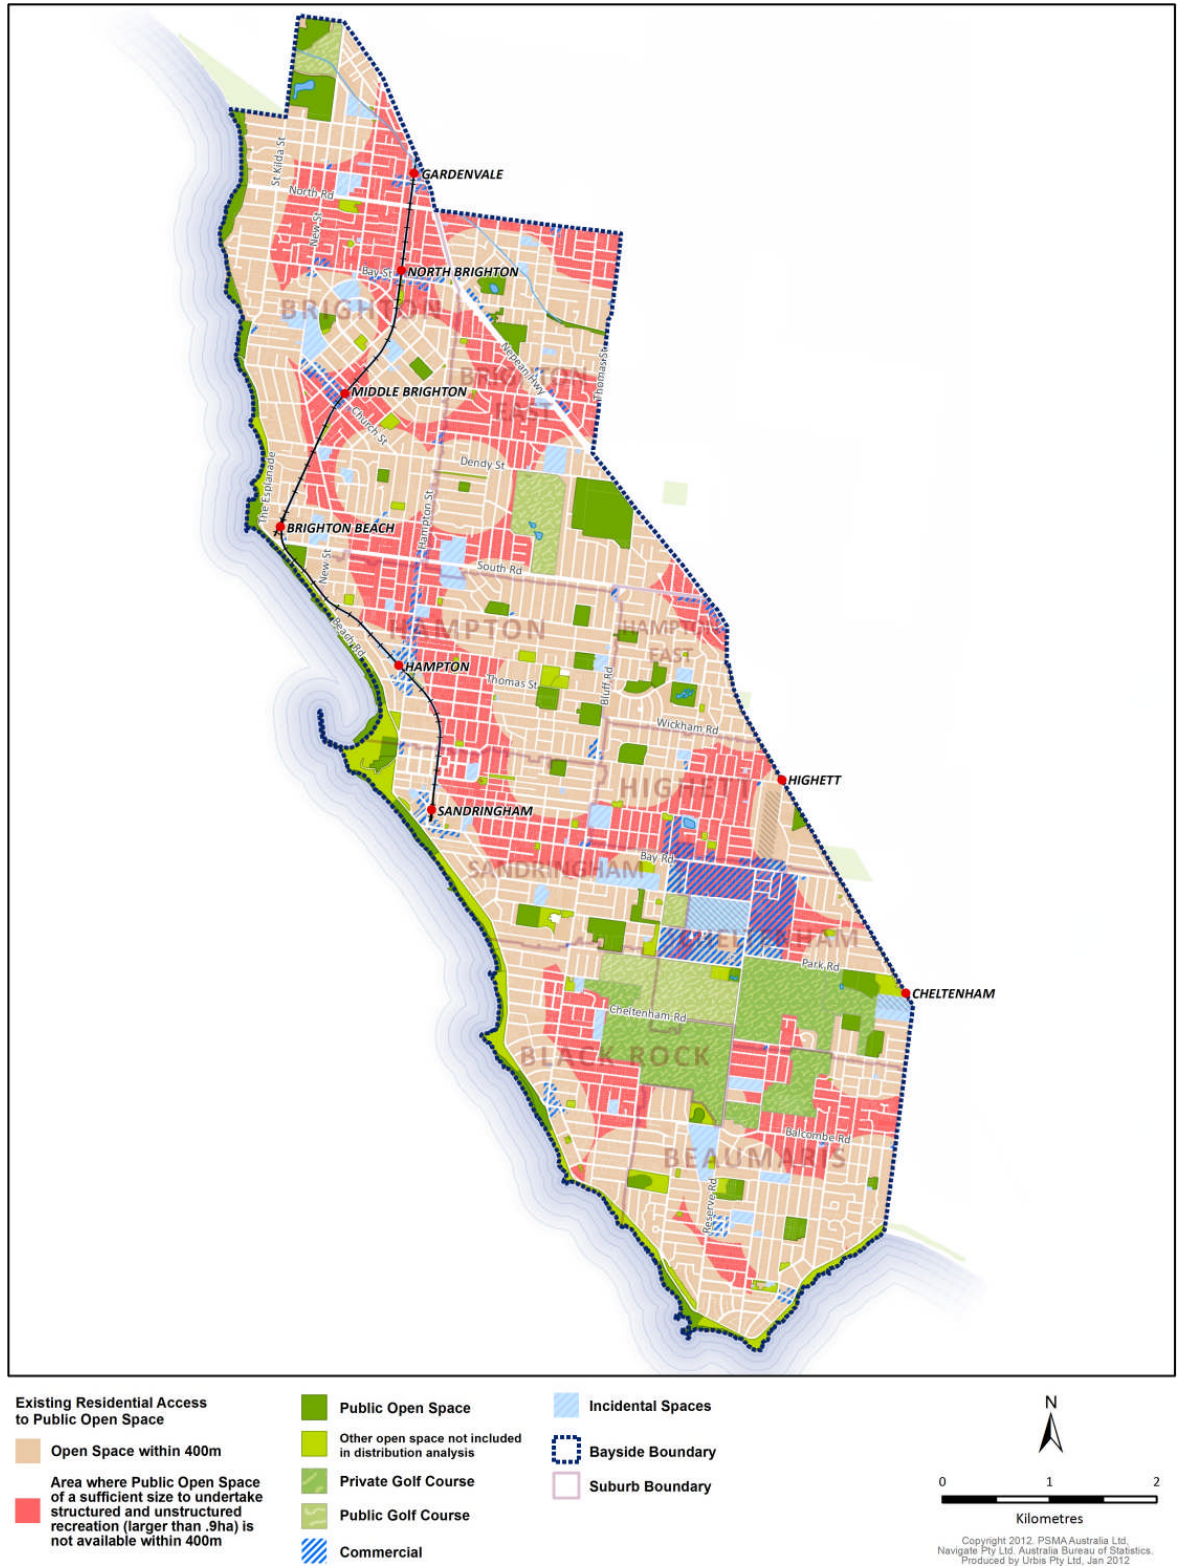 GARDENVALE
St Kilda St
North Rd
New St
Bay St
NORTH BRIGHTON
BRIGHTON
Nepean Hwy
Thomas St
BRIGHTON
EAST
MIDDLE BRIGHTON
Church St
Dendy St
The Esplanade
Hampton St
BRIGHTON BEACH
New St
South Rd
Beach Rd
HAMPTON
HAMPTON
EAST
HAMPTON
Thomas St
Bluff Rd
Wickham Rd
HIGHETT
HIGHETT
SANDRINGHAM
Bay Rd
SANDRINGHAM
CHELTENHAM
Park Rd
CHELTENHAM
Cheltenham Rd
BLACK ROCK
Balcombe Rd
BEAUMARIS
Reserve Rd
Existing Residential Access
to Public Open Space
Open Space within 400m
Area where Public Open Space
of a sufficient size to undertake
structured and unstructured
recreation (larger than .9ha) is
not available within 400m
Public Open Space
Other open space not included
in distribution analysis
Private Golf Course
Public Golf Course
Commercial
Incidental Spaces
Bayside Boundary
Suburb Boundary
N
0 1 2
Kilometres
Copyright 2012. PSMA Australia Ltd,
Navigate Pty Ltd. Australia Bureau of Statistics.
Produced by Urbis Pty Ltd, Jan 2012